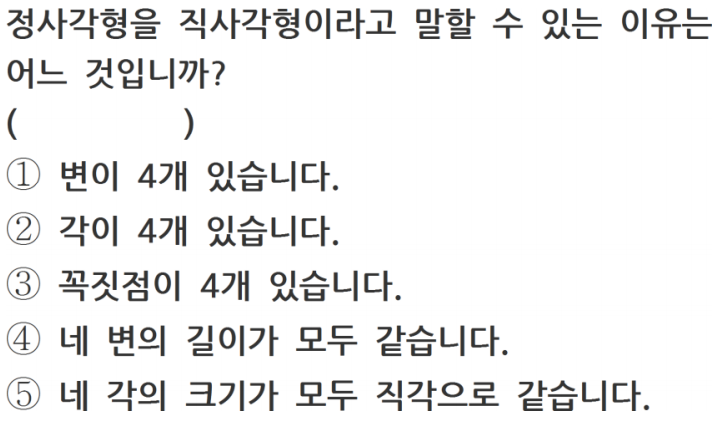 정사각형을 직사각형이라고 말할 수 있는 이유는
어느 것입니까?
( )
① 변이 4개 있습니다.
② 각이 4개 있습니다.
③ 꼭짓점이 4개 있습니다.
④ 네 변의 길이가 모두 같습니다.
⑤ 네 각의 크기가 모두 직각으로 같습니다.